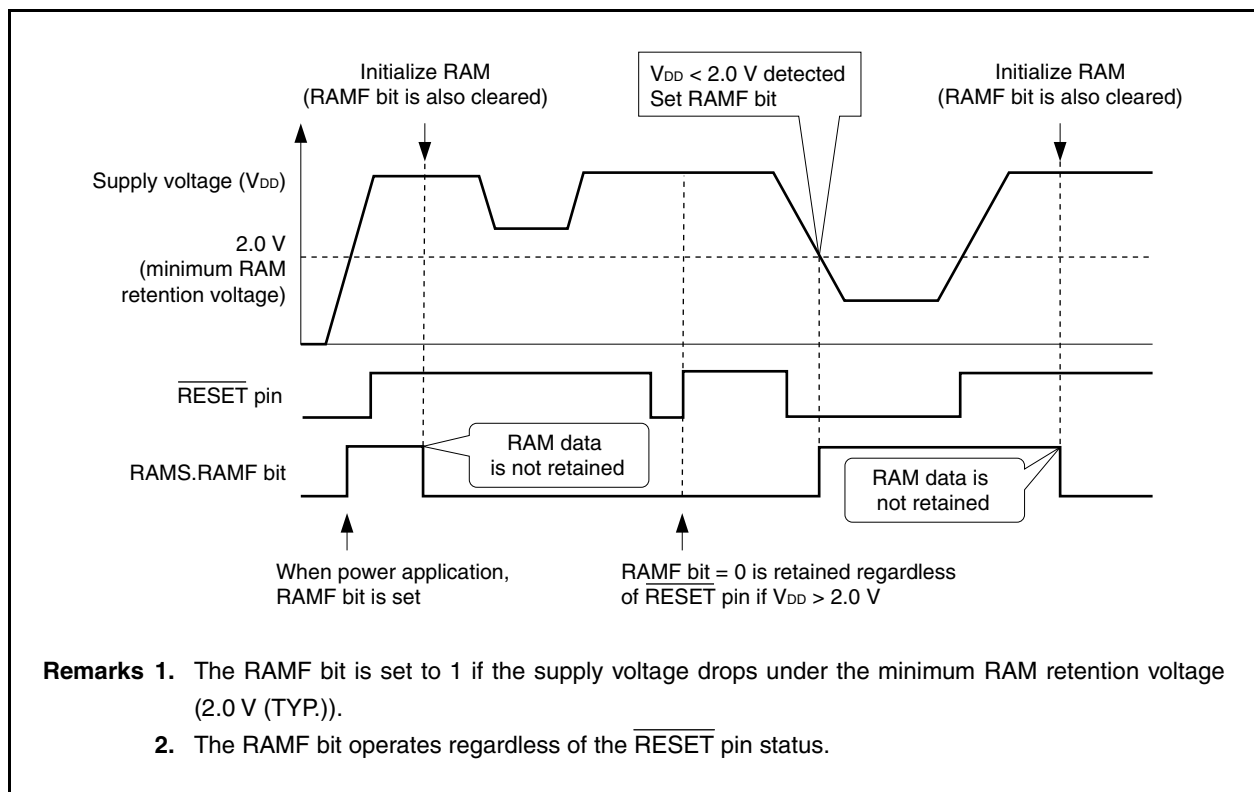 Initialize RAM
(RAMF bit is also cleared)
VDD < 2.0 V detected
Set RAMF bit
Initialize RAM
(RAMF bit is also cleared)
Supply voltage (VDD)
2.0 V
(minimum RAM
retention voltage)
RESET pin
RAMS.RAMF bit
RAM data
is not retained
RAM data is
not retained
When power application,
RAMF bit is set
RAMF bit = 0 is retained regardless
of RESET pin if VDD > 2.0 V
Remarks 1. The RAMF bit is set to 1 if the supply voltage drops under the minimum RAM retention voltage
(2.0 V (TYP.)).
2. The RAMF bit operates regardless of the RESET pin status.